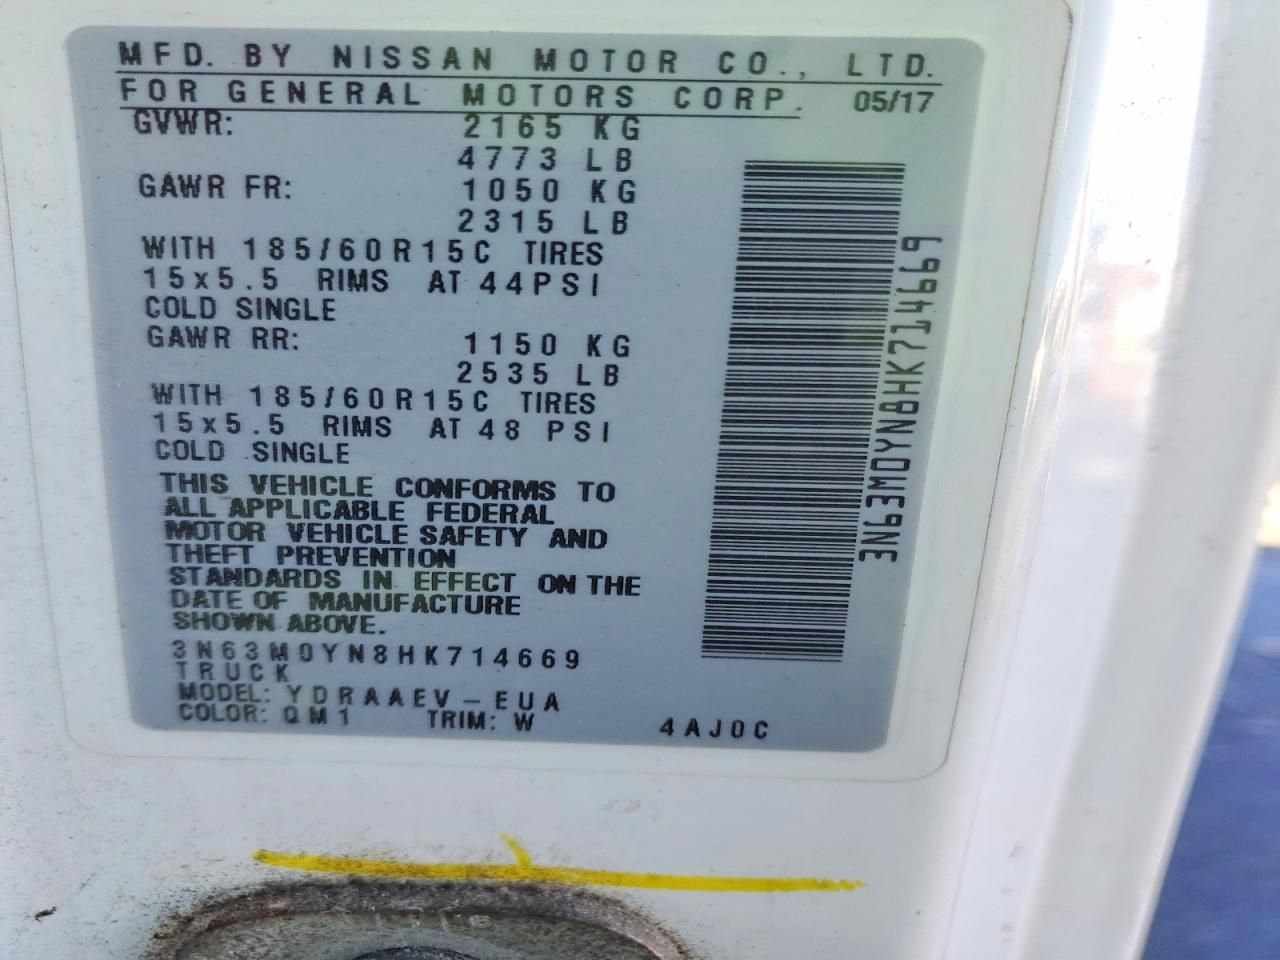 MFD. BY NISSAN MOTOR CO., LTD.
FOR GENERAL MOTORS CORP. 05/17
GVWR: 2165 KG
4773 LB
GAWR FR: 1050 KG
2315 LB
WITH 185/60R15C TIRES
15x5.5 RIMS AT 44PSI
COLD SINGLE
GAWR RR: 1150 KG
2535 LB
WITH 185/60R15C TIRES
15x5.5 RIMS AT 48 PSI
COLD SINGLE
THIS VEHICLE CONFORMS TO
ALL APPLICABLE FEDERAL
MOTOR VEHICLE SAFETY AND
THEFT PREVENTION
STANDARDS IN EFFECT ON THE
DATE OF MANUFACTURE
SHOWN ABOVE.
3N63M0YN8HK714669
TRUCK
MODEL: YDRAAEV-EUA
COLOR: QM1 TRIM: W 4AJ0C
3N63M0YN8HK714669